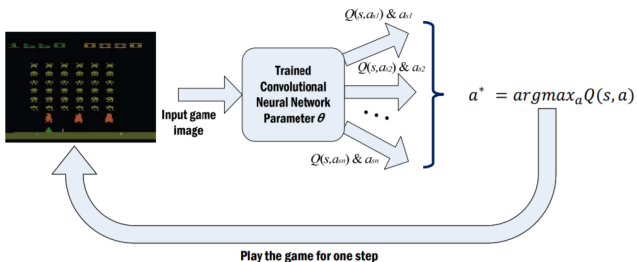 Input game
image
Trained
Convolutional
Neural Network
Parameter θ
Q(s,as1) & as1
Q(s,as2) & as2
• • •
Q(s,asn) & asn
a* = argmaxaQ(s,a)
Play the game for one step